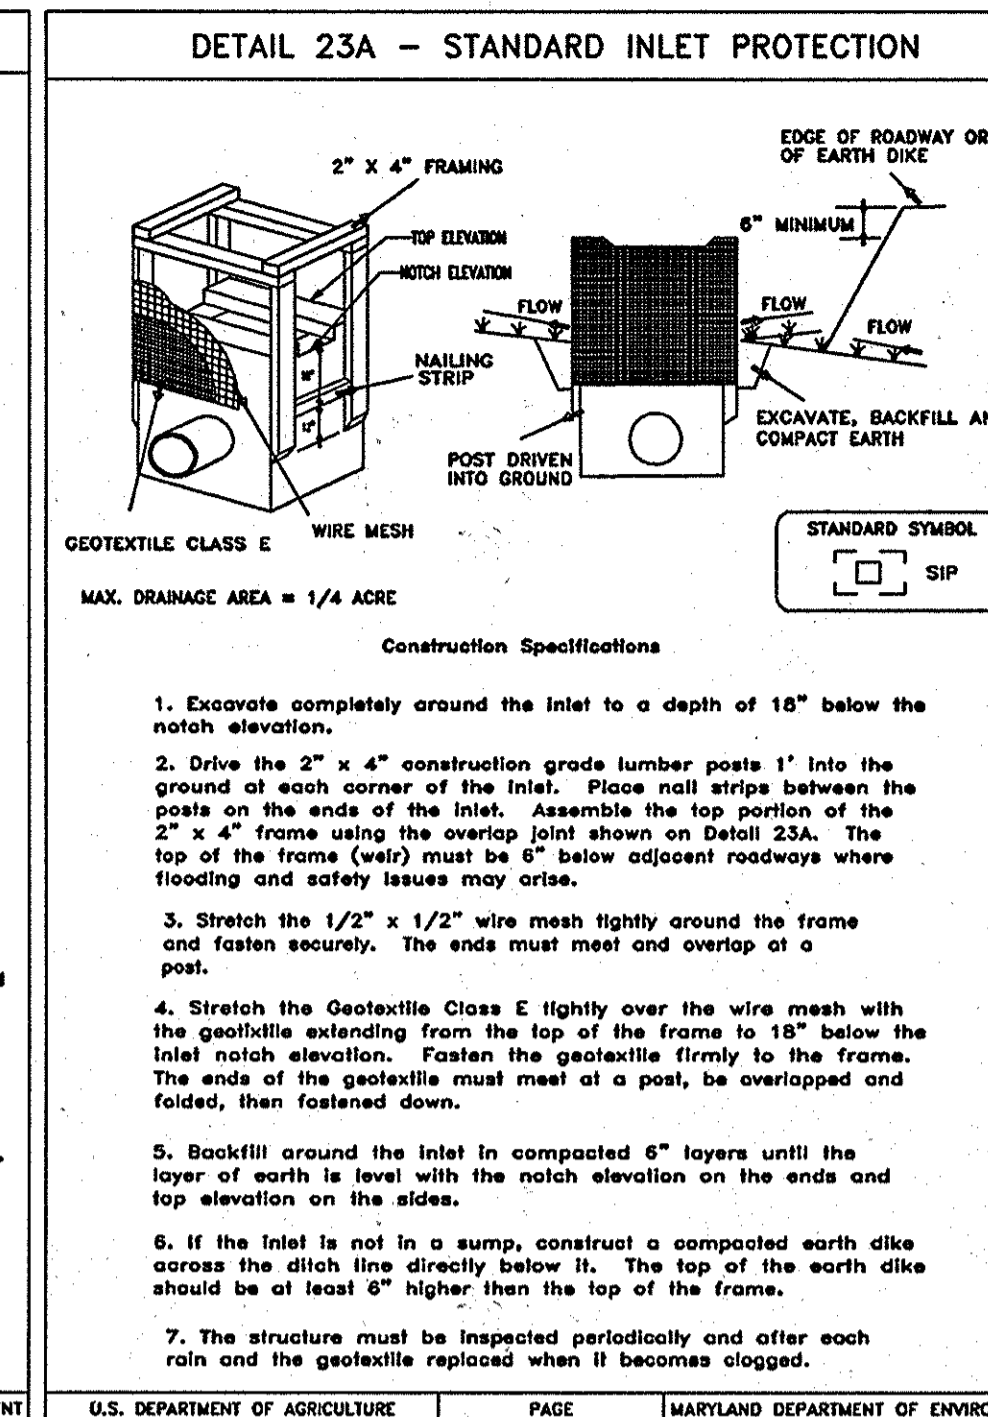 DETAIL 23A – STANDARD INLET PROTECTION
EDGE OF ROADWAY OR
OF EARTH DIKE
2" X 4" FRAMING
6" MINIMUM
TOP ELEVATION
NOTCH ELEVATION
FLOW
FLOW
FLOW
NAILING
STRIP
18"
12"
EXCAVATE, BACKFILL AN
COMPACT EARTH
POST DRIVEN
INTO GROUND
WIRE MESH
GEOTEXTILE CLASS E
STANDARD SYMBOL
SIP
MAX. DRAINAGE AREA = 1/4 ACRE
Construction Specifications
1. Excavate completely around the inlet to a depth of 18" below the
notch elevation.
2. Drive the 2" x 4" construction grade lumber posts 1' into the
ground at each corner of the inlet. Place nail strips between the
posts on the ends of the inlet. Assemble the top portion of the
2" x 4" frame using the overlap joint shown on Detail 23A. The
top of the frame (weir) must be 6" below adjacent roadways where
flooding and safety issues may arise.
3. Stretch the 1/2" x 1/2" wire mesh tightly around the frame
and fasten securely. The ends must meet and overlap at a
post.
4. Stretch the Geotextile Class E tightly over the wire mesh with
the geotixtile extending from the top of the frame to 18" below the
inlet notch elevation. Fasten the geotextile firmly to the frame.
The ends of the geotextile must meet at a post, be overlapped and
folded, then fastened down.
5. Backfill around the inlet in compacted 6" layers until the
layer of earth is level with the notch elevation on the ends and
top elevation on the sides.
6. If the inlet is not in a sump, construct a compacted earth dike
across the ditch line directly below it. The top of the earth dike
should be at least 6" higher than the top of the frame.
7. The structure must be inspected periodically and after each
rain and the geotextile replaced when it becomes clogged.
NT
U.S. DEPARTMENT OF AGRICULTURE
PAGE
MARYLAND DEPARTMENT OF ENVIRO